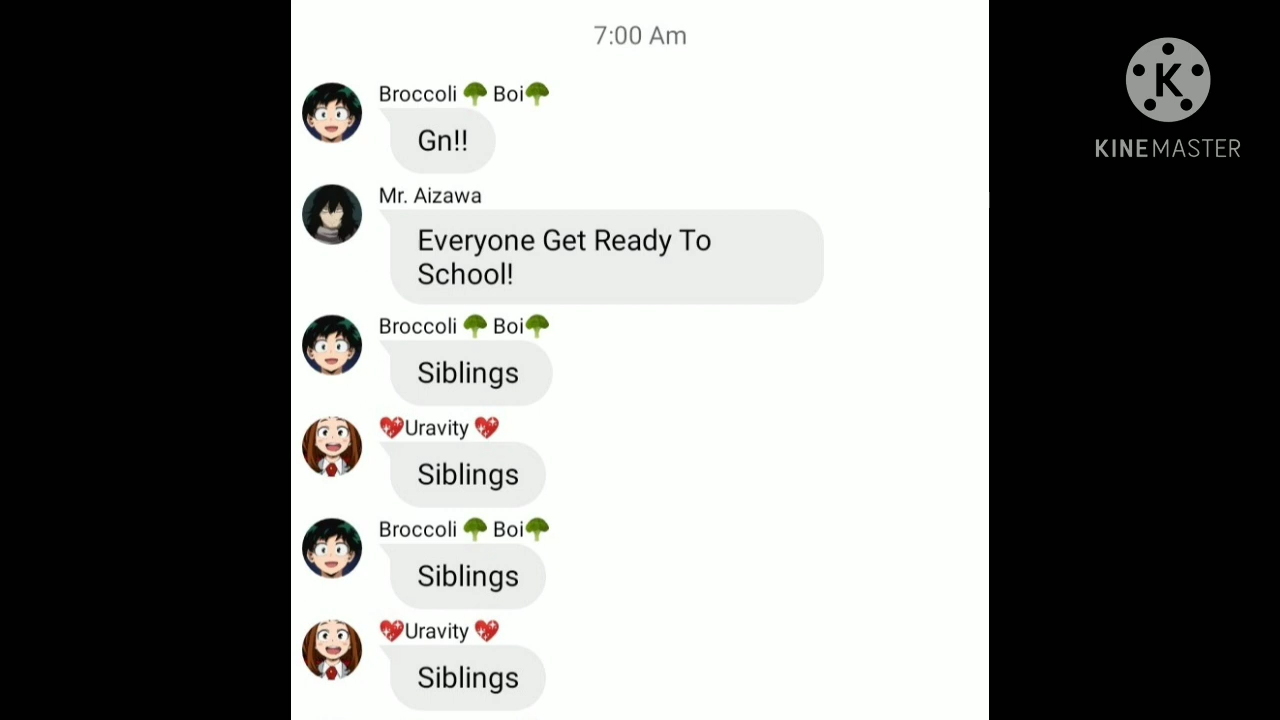 7:00 Am
Broccoli 🥦 Boi🥦
Gn!!
Mr. Aizawa
Everyone Get Ready To
School!
Broccoli 🥦 Boi🥦
Siblings
💖Uravity 💖
Siblings
Broccoli 🥦 Boi🥦
Siblings
💖Uravity 💖
Siblings
K
KINEMASTER